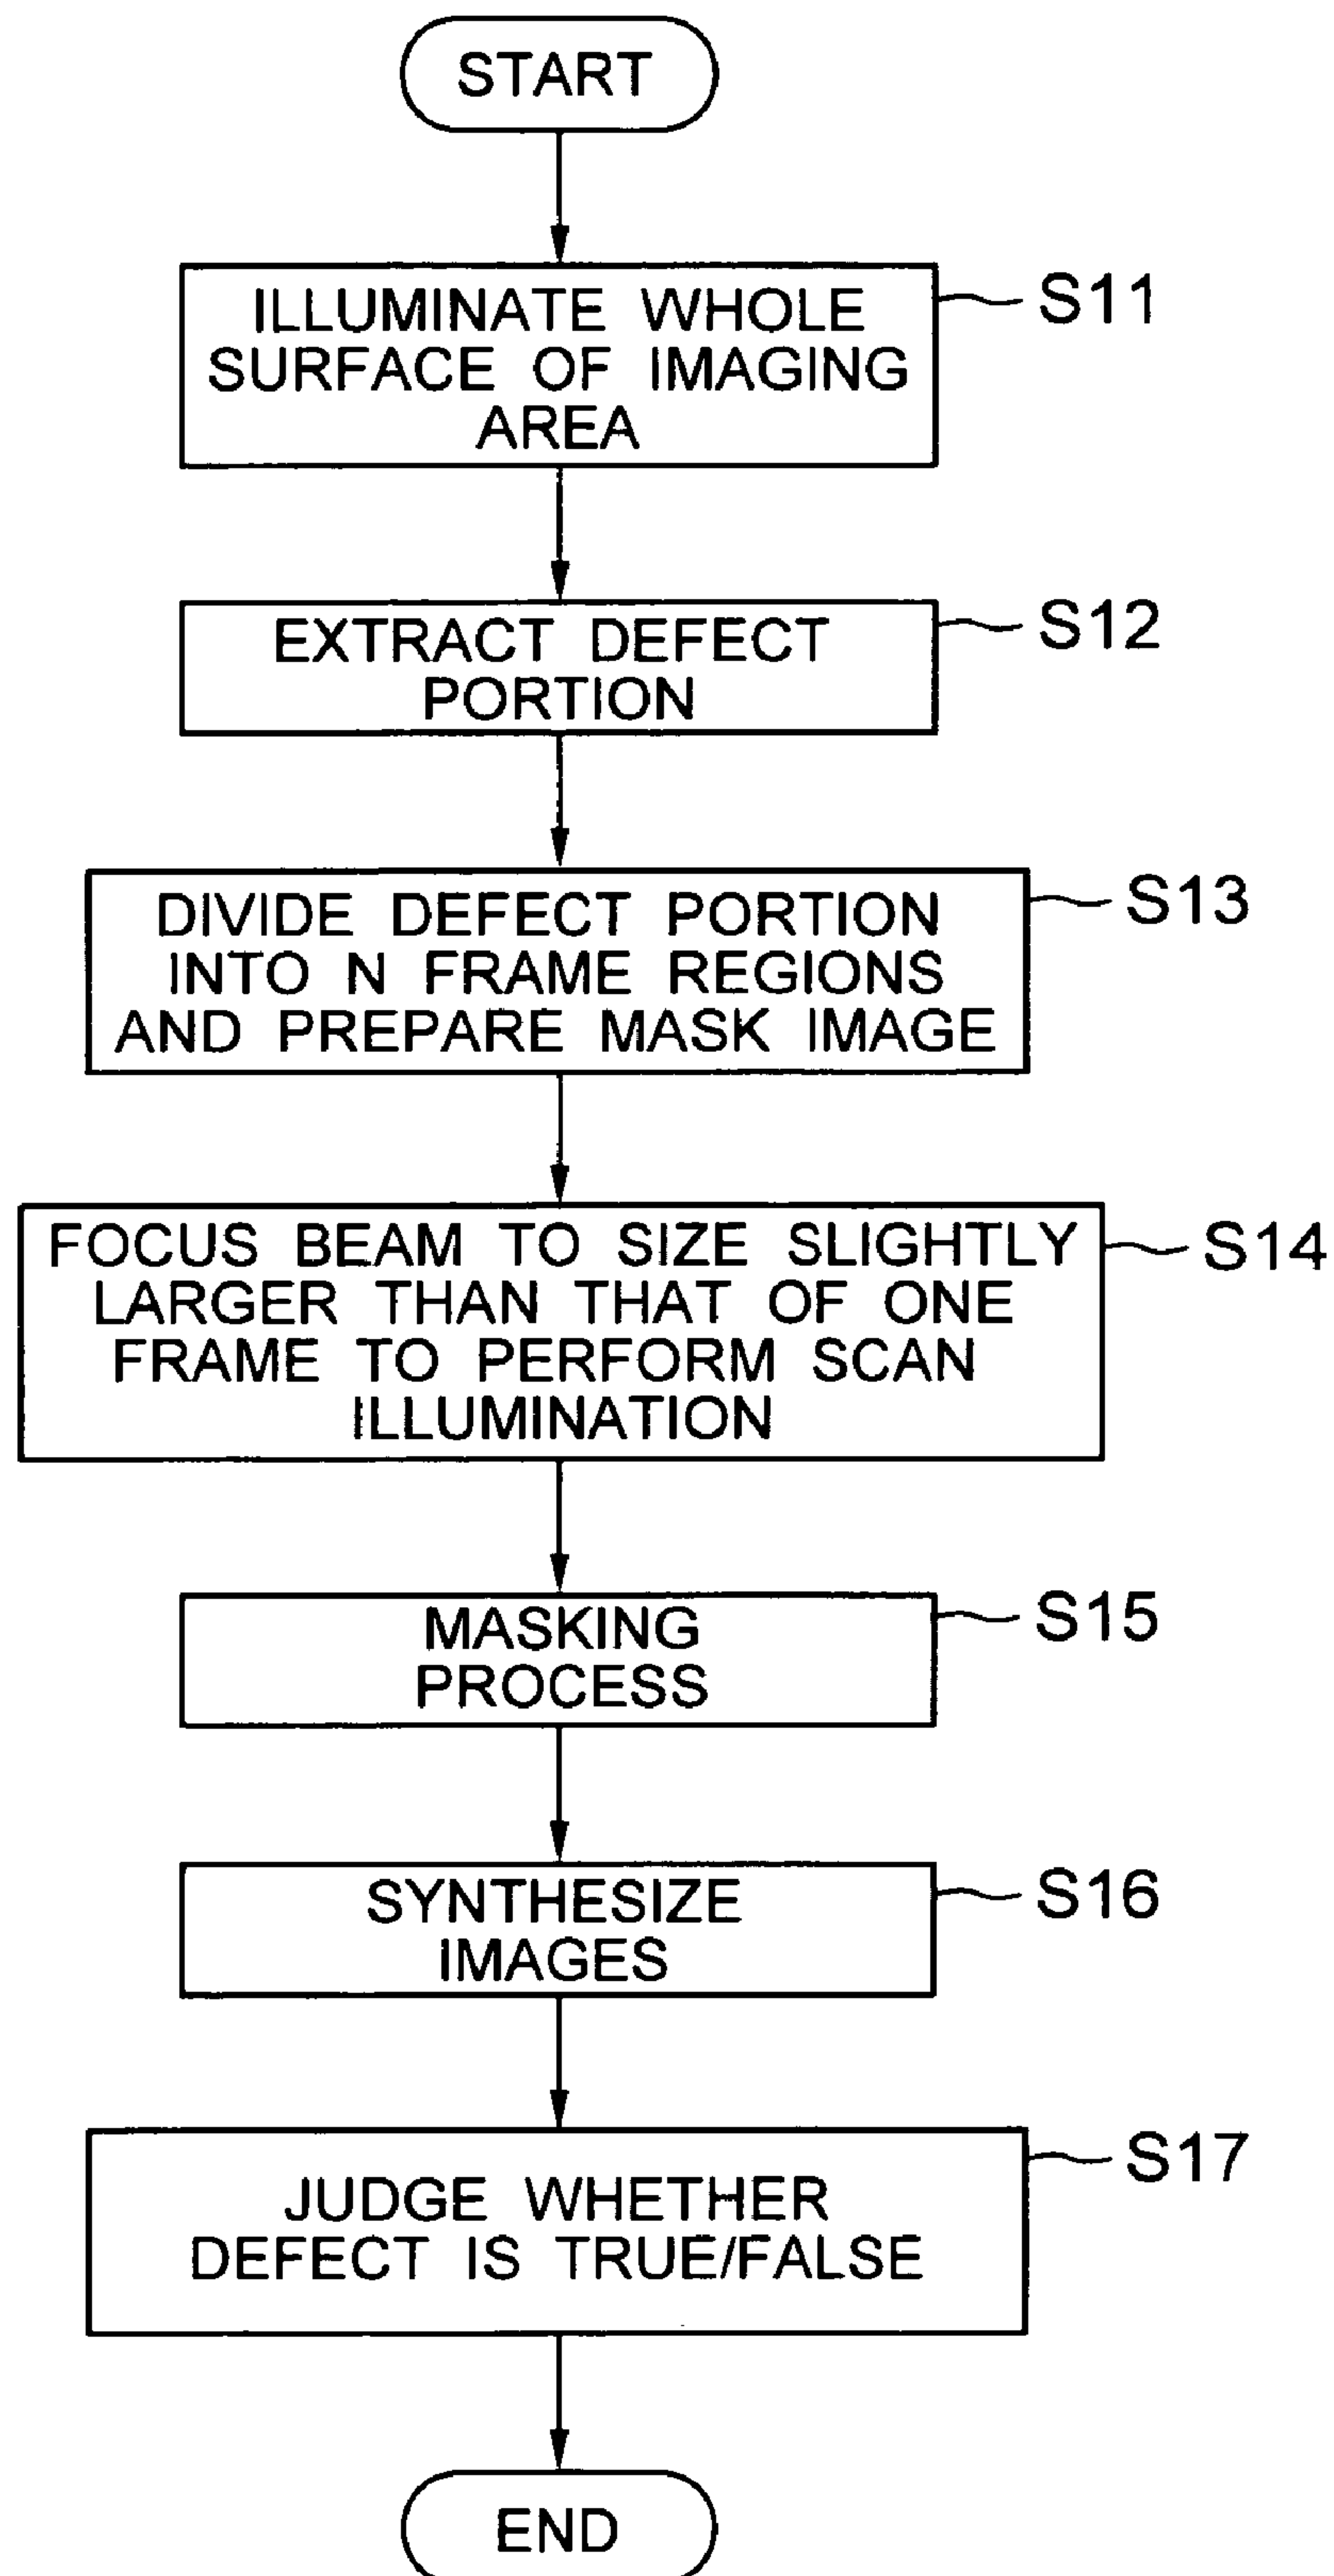 START
ILLUMINATE WHOLE
SURFACE OF IMAGING
AREA
S11
EXTRACT DEFECT
PORTION
S12
DIVIDE DEFECT PORTION
INTO N FRAME REGIONS
AND PREPARE MASK IMAGE
S13
FOCUS BEAM TO SIZE SLIGHTLY
LARGER THAN THAT OF ONE
FRAME TO PERFORM SCAN
ILLUMINATION
S14
MASKING
PROCESS
S15
SYNTHESIZE
IMAGES
S16
JUDGE WHETHER
DEFECT IS TRUE/FALSE
S17
END